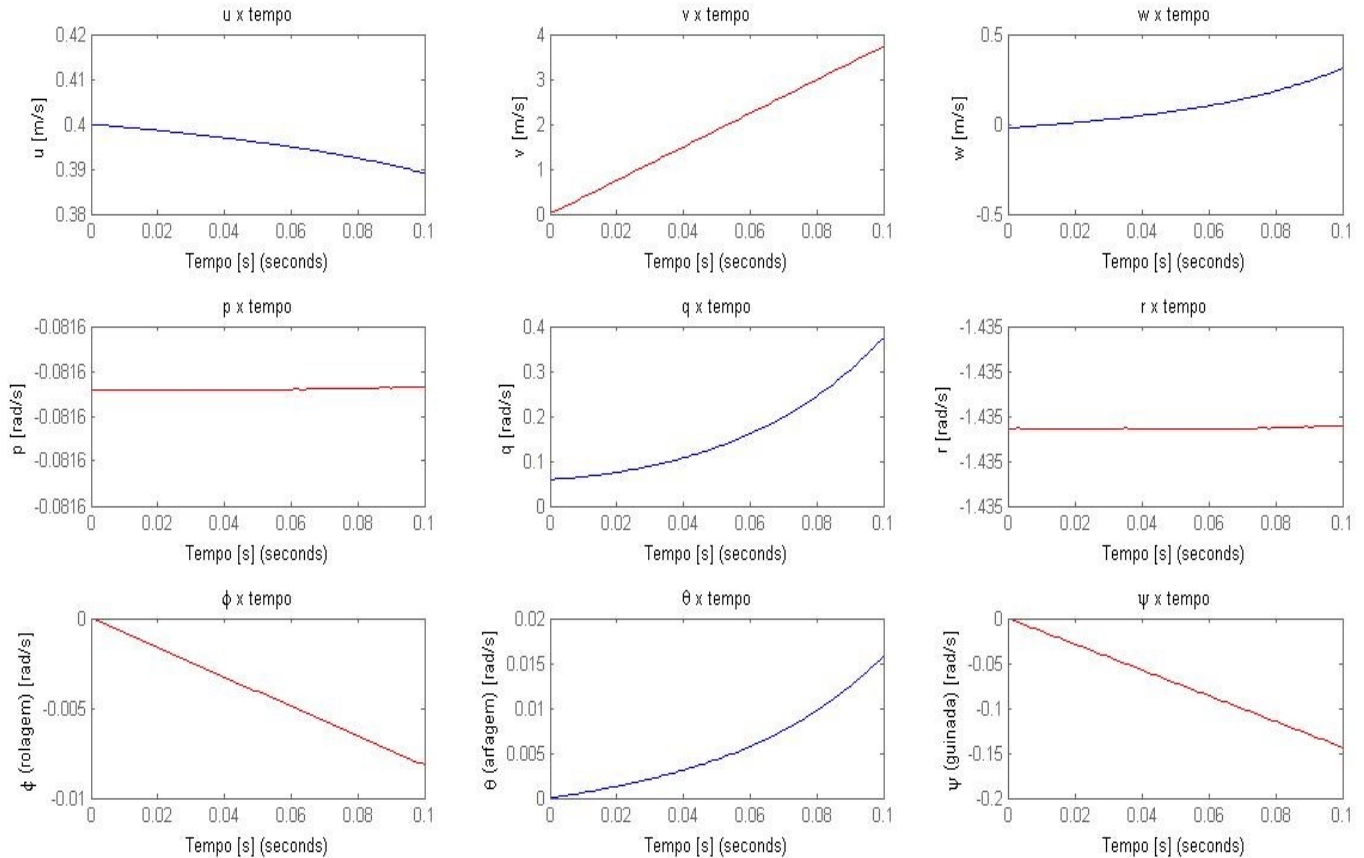 u x tempo
0.42
0.41
0.4
0.39
0.38
u [m/s]
0 0.02 0.04 0.06 0.08 0.1
Tempo [s] (seconds)
v x tempo
4
3
2
1
0
v [m/s]
0 0.02 0.04 0.06 0.08 0.1
Tempo [s] (seconds)
w x tempo
0.5
0
-0.5
w [m/s]
0 0.02 0.04 0.06 0.08 0.1
Tempo [s] (seconds)
p x tempo
-0.0816
-0.0816
-0.0816
-0.0816
-0.0816
p [rad/s]
0 0.02 0.04 0.06 0.08 0.1
Tempo [s] (seconds)
q x tempo
0.4
0.3
0.2
0.1
0
q [rad/s]
0 0.02 0.04 0.06 0.08 0.1
Tempo [s] (seconds)
r x tempo
-1.435
-1.435
-1.435
-1.435
-1.435
r [rad/s]
0 0.02 0.04 0.06 0.08 0.1
Tempo [s] (seconds)
ϕ x tempo
0
-0.005
-0.01
ϕ (rolagem) [rad/s]
0 0.02 0.04 0.06 0.08 0.1
Tempo [s] (seconds)
θ x tempo
0.02
0.015
0.01
0.005
0
θ (arfagem) [rad/s]
0 0.02 0.04 0.06 0.08 0.1
Tempo [s] (seconds)
ψ x tempo
0
-0.05
-0.1
-0.15
-0.2
ψ (guinada) [rad/s]
0 0.02 0.04 0.06 0.08 0.1
Tempo [s] (seconds)